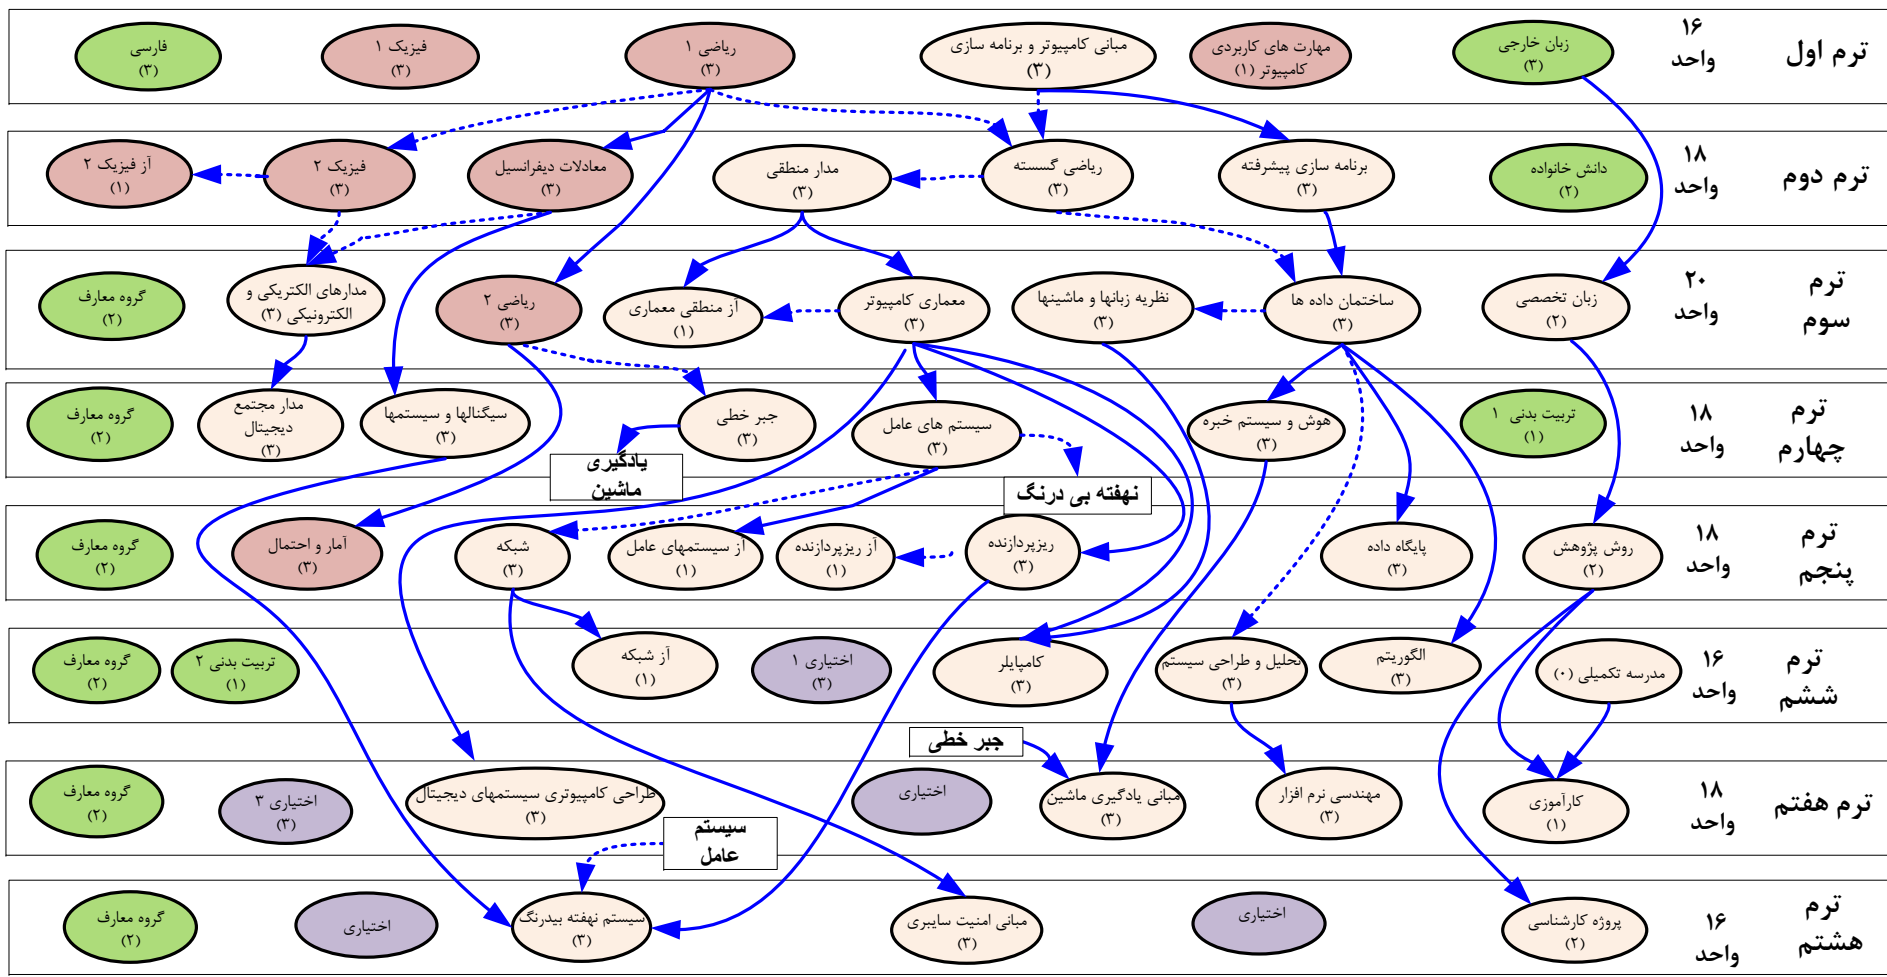 ترم اول
۱۶
واحد
زبان خارجی
(۳)
مهارت های کاربردی
کامپیوتر (۱)
مبانی کامپیوتر و برنامه سازی
(۳)
ریاضی ۱
(۳)
فیزیک ۱
(۳)
فارسی
(۳)
ترم دوم
۱۸
واحد
دانش خانواده
(۲)
برنامه سازی پیشرفته
(۳)
ریاضی گسسته
(۳)
مدار منطقی
(۳)
معادلات دیفرانسیل
(۳)
فیزیک ۲
(۳)
آز فیزیک ۲
(۱)
ترم
سوم
۲۰
واحد
زبان تخصصی
(۲)
ساختمان داده ها
(۳)
نظریه زبانها و ماشینها
(۳)
معماری کامپیوتر
(۳)
آز منطقی معماری
(۱)
ریاضی ۲
(۳)
مدارهای الکتریکی و
الکترونیکی (۳)
گروه معارف
(۲)
ترم
چهارم
۱۸
واحد
تربیت بدنی ۱
(۱)
هوش و سیستم خبره
(۳)
سیستم های عامل
(۳)
جبر خطی
(۳)
سیگنالها و سیستمها
(۳)
مدار مجتمع
دیجیتال
(۳)
گروه معارف
(۲)
یادگیری
ماشین
نهفته بی درنگ
ترم
پنجم
۱۸
واحد
روش پژوهش
(۲)
پایگاه داده
(۳)
ریزپردازنده
(۳)
آز ریزپردازنده
(۱)
آز سیستمهای عامل
(۱)
شبکه
(۳)
آمار و احتمال
(۳)
گروه معارف
(۲)
ترم
ششم
۱۶
واحد
مدرسه تکمیلی (۰)
الگوریتم
(۳)
تحلیل و طراحی سیستم
(۳)
کامپایلر
(۳)
اختیاری ۱
(۳)
آز شبکه
(۱)
تربیت بدنی ۲
(۱)
گروه معارف
(۲)
جبر خطی
ترم هفتم
۱۸
واحد
کارآموزی
(۱)
مهندسی نرم افزار
(۳)
مبانی یادگیری ماشین
(۳)
اختیاری
طراحی کامپیوتری سیستمهای دیجیتال
(۳)
اختیاری ۳
(۳)
گروه معارف
(۲)
سیستم
عامل
ترم
هشتم
۱۶
واحد
پروژه کارشناسی
(۲)
اختیاری
مبانی امنیت سایبری
(۳)
سیستم نهفته بیدرنگ
(۳)
اختیاری
گروه معارف
(۲)